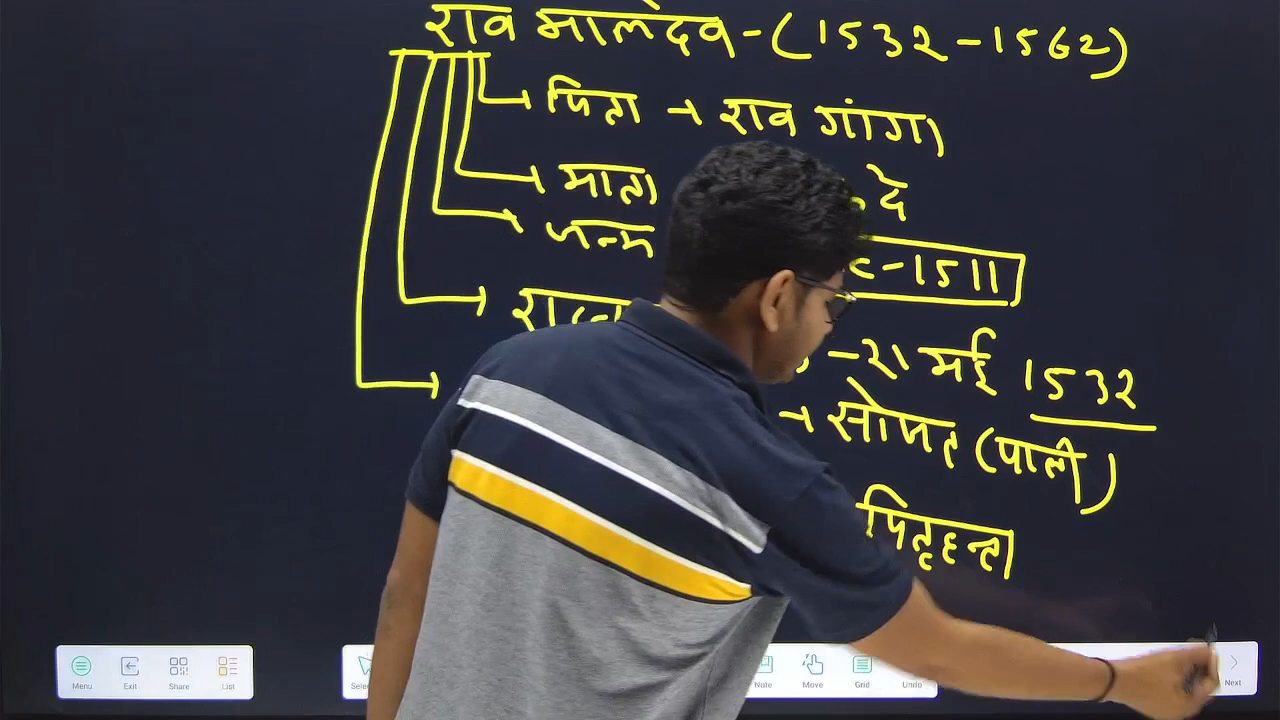 राव मालदेव - (1532 - 1562)
पिता → राव गांगा
माता दे
जन्म - 1511
- 21 मई 1532
→ सोजत (पाली)
पितृहन्ता
Menu Exit Share List Note Move Grid Undo Next